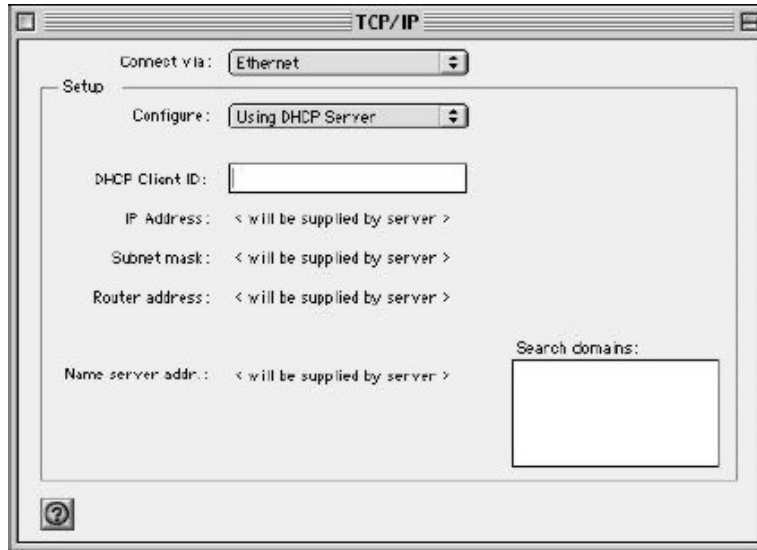 TCP/IP
Connect via: Ethernet
Setup
Configure: Using DHCP Server
DHCP Client ID:
IP Address: < will be supplied by server >
Subnet mask: < will be supplied by server >
Router address: < will be supplied by server >
Search domains:
Name server addr.: < will be supplied by server >
?